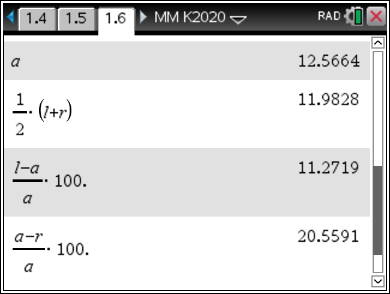 1.4 1.5 1.6 MM K2020 RAD
a 12.5664
1/2·(l+r) 11.9828
(l−a)/a·100. 11.2719
(a−r)/a·100. 20.5591